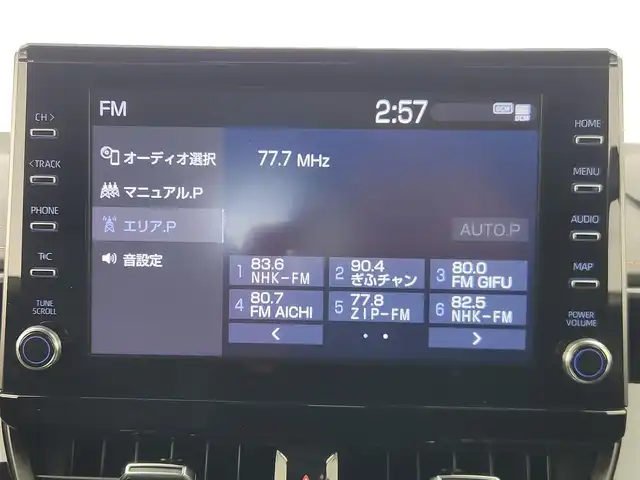 FM
2:57
DCM
CH >
< TRACK
PHONE
T&C
TUNE
SCROLL
オーディオ選択
マニュアル.P
エリア.P
音設定
77.7 MHz
AUTO.P
1 83.6 NHK-FM
2 90.4 ぎふチャン
3 80.0 FM GIFU
4 80.7 FM AICHI
5 77.8 ZIP-FM
6 82.5 NHK-FM
<
>
HOME
MENU
AUDIO
MAP
POWER
VOLUME